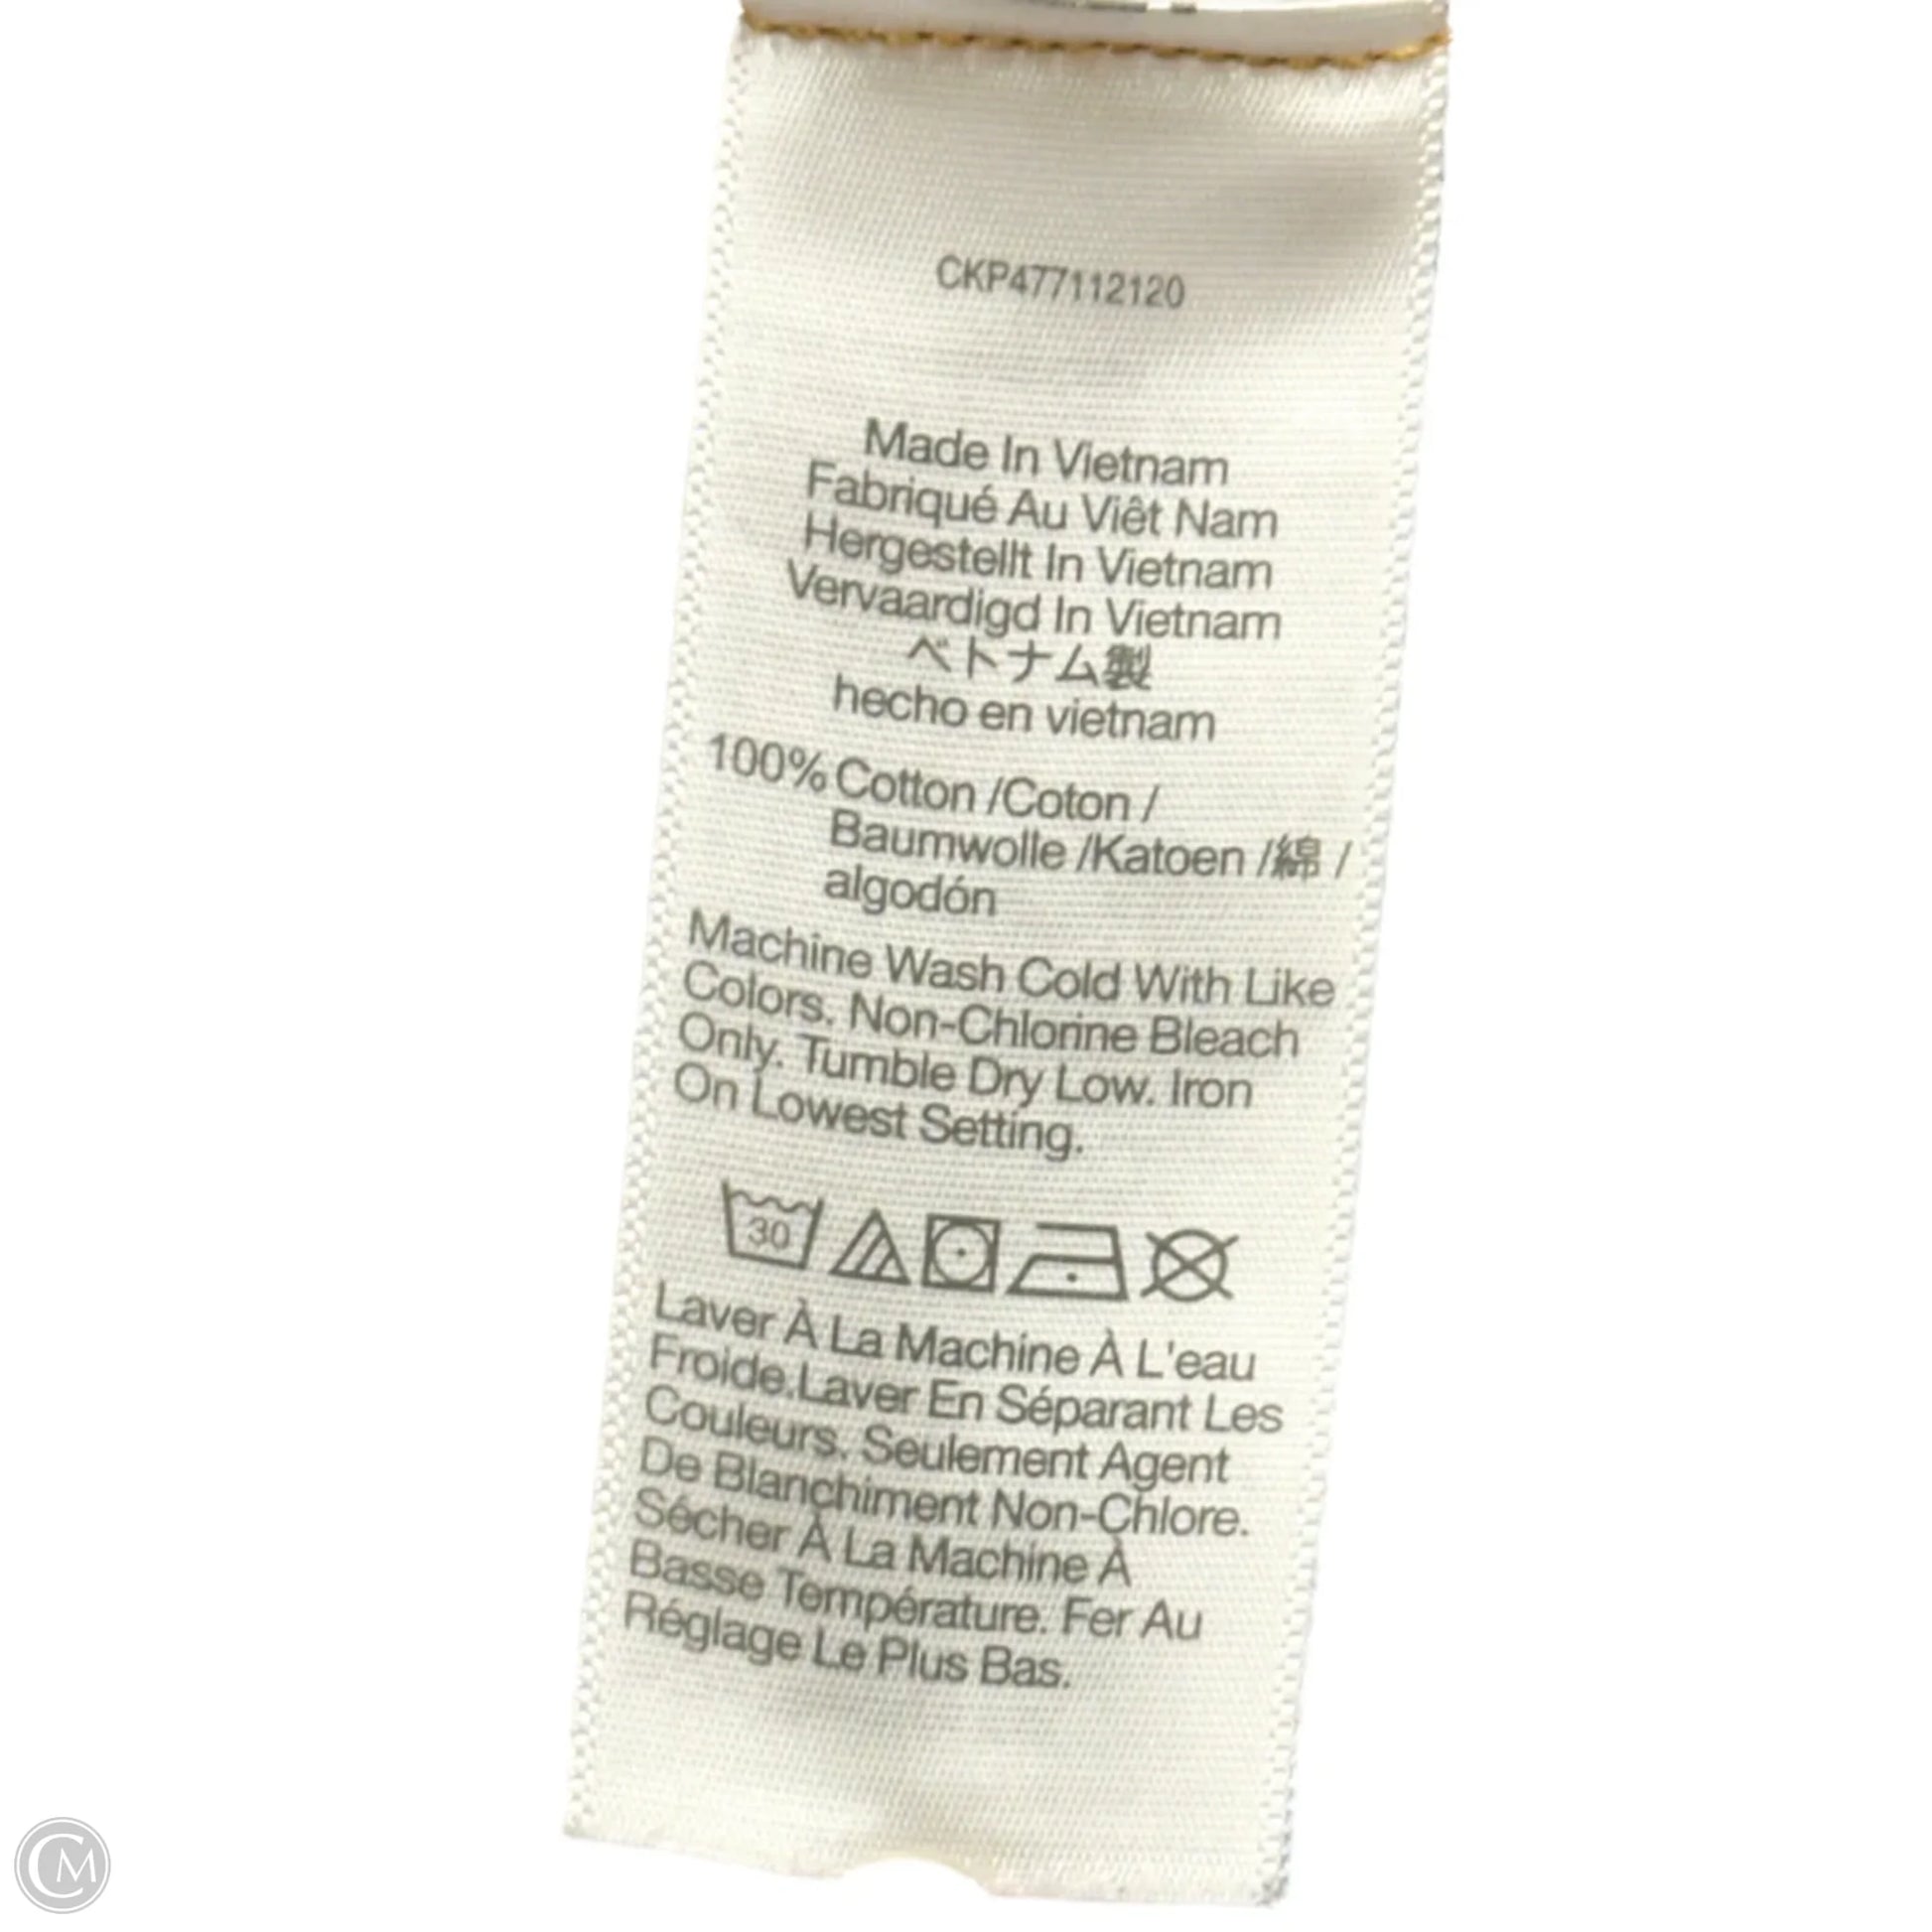 CKP477112120
Made In Vietnam
Fabriqué Au Viêt Nam
Hergestellt In Vietnam
Vervaardigd In Vietnam
ベトナム製
hecho en vietnam
100% Cotton /Coton /
Baumwolle /Katoen /綿 /
algodón
Machine Wash Cold With Like
Colors. Non-Chlorine Bleach
Only. Tumble Dry Low. Iron
On Lowest Setting.
30
Laver À La Machine À L'eau
Froide.Laver En Séparant Les
Couleurs. Seulement Agent
De Blanchiment Non-Chlore.
Sécher À La Machine À
Basse Température. Fer Au
Réglage Le Plus Bas.
CM